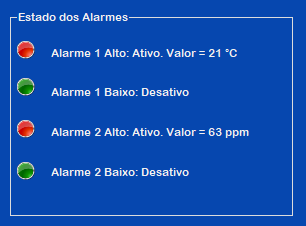 Estado dos Alarmes
Alarme 1 Alto: Ativo. Valor = 21 °C
Alarme 1 Baixo: Desativo
Alarme 2 Alto: Ativo. Valor = 63 ppm
Alarme 2 Baixo: Desativo